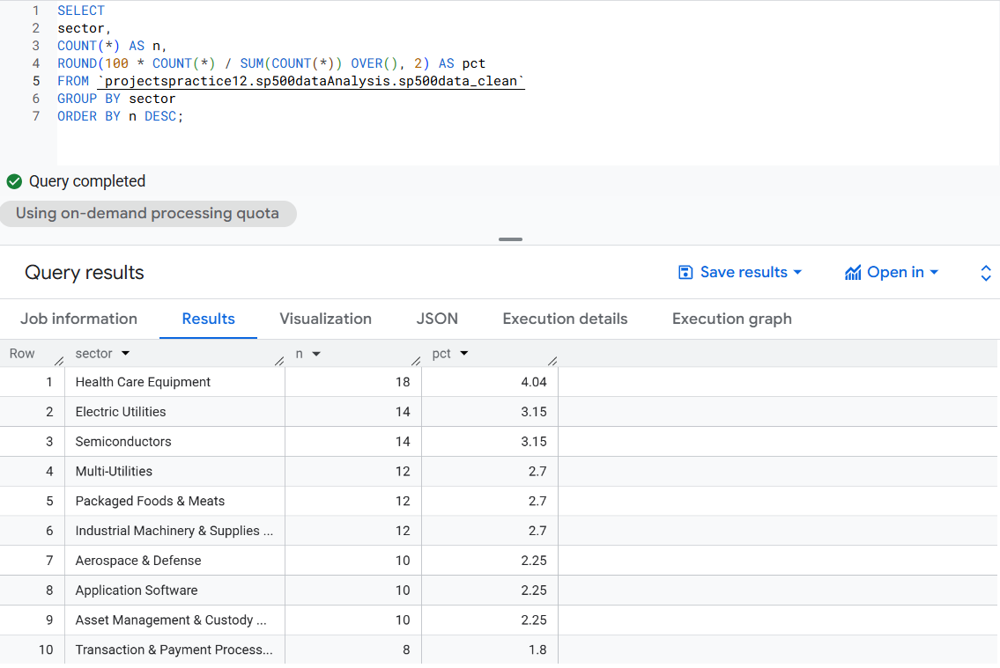 1 SELECT
2 sector,
3 COUNT(*) AS n,
4 ROUND(100 * COUNT(*) / SUM(COUNT(*)) OVER(), 2) AS pct
5 FROM `projectspractice12.sp500dataAnalysis.sp500data_clean`
6 GROUP BY sector
7 ORDER BY n DESC;
Query completed
Using on-demand processing quota
Query results Save results Open in
Job information Results Visualization JSON Execution details Execution graph
Row sector n pct
1 Health Care Equipment 18 4.04
2 Electric Utilities 14 3.15
3 Semiconductors 14 3.15
4 Multi-Utilities 12 2.7
5 Packaged Foods & Meats 12 2.7
6 Industrial Machinery & Supplies ... 12 2.7
7 Aerospace & Defense 10 2.25
8 Application Software 10 2.25
9 Asset Management & Custody ... 10 2.25
10 Transaction & Payment Process... 8 1.8